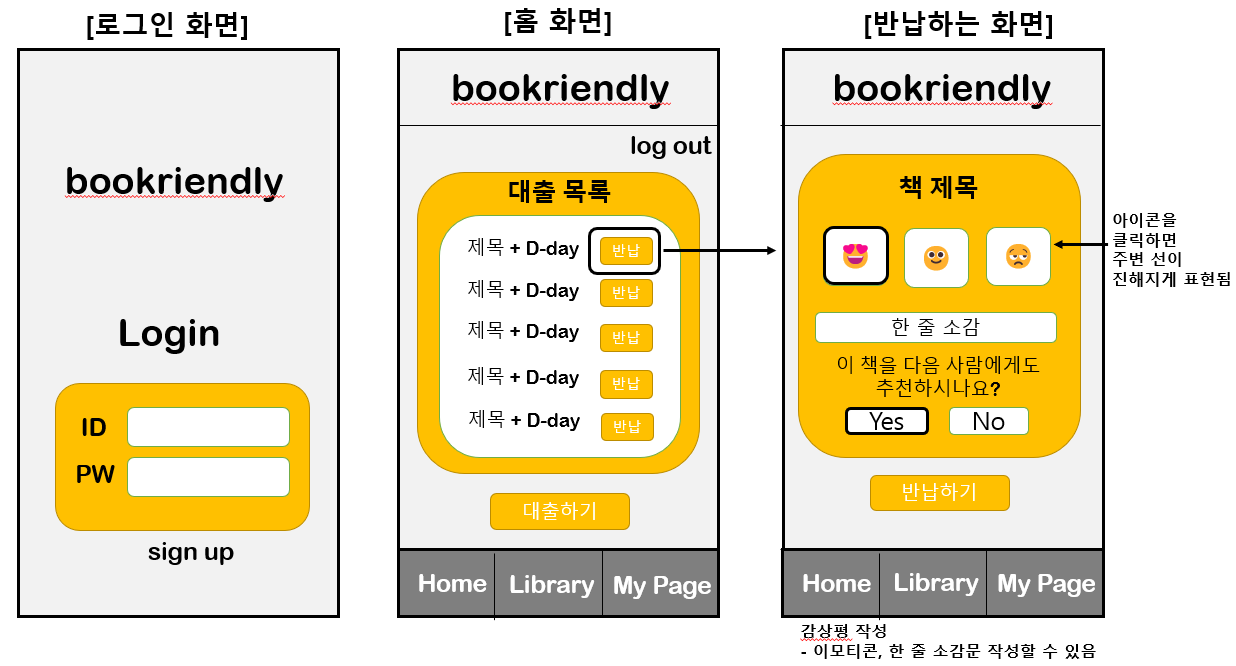 [로그인 화면]
bookriendly
Login
ID
PW
sign up
[홈 화면]
bookriendly
log out
대출 목록
제목 + D-day 반납
제목 + D-day 반납
제목 + D-day 반납
제목 + D-day 반납
제목 + D-day 반납
대출하기
Home Library My Page
[반납하는 화면]
bookriendly
책 제목
한 줄 소감
이 책을 다음 사람에게도
추천하시나요?
Yes No
반납하기
Home Library My Page
아이콘을
클릭하면
주변 선이
진해지게 표현됨
감상평 작성
- 이모티콘, 한 줄 소감문 작성할 수 있음